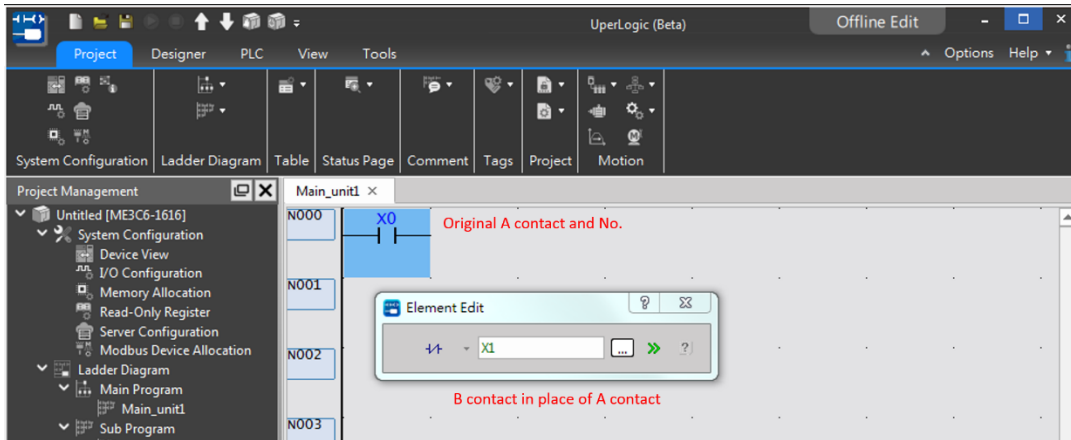 UperLogic (Beta)
Offline Edit
Project Designer PLC View Tools
Options Help
System Configuration Ladder Diagram Table Status Page Comment Tags Project Motion
Project Management
Main_unit1
Untitled [ME3C6-1616]
System Configuration
Device View
I/O Configuration
Memory Allocation
Read-Only Register
Server Configuration
Modbus Device Allocation
Ladder Diagram
Main Program
Main_unit1
Sub Program
N000
X0
Original A contact and No.
N001
Element Edit
X1
...
N002
B contact in place of A contact
N003